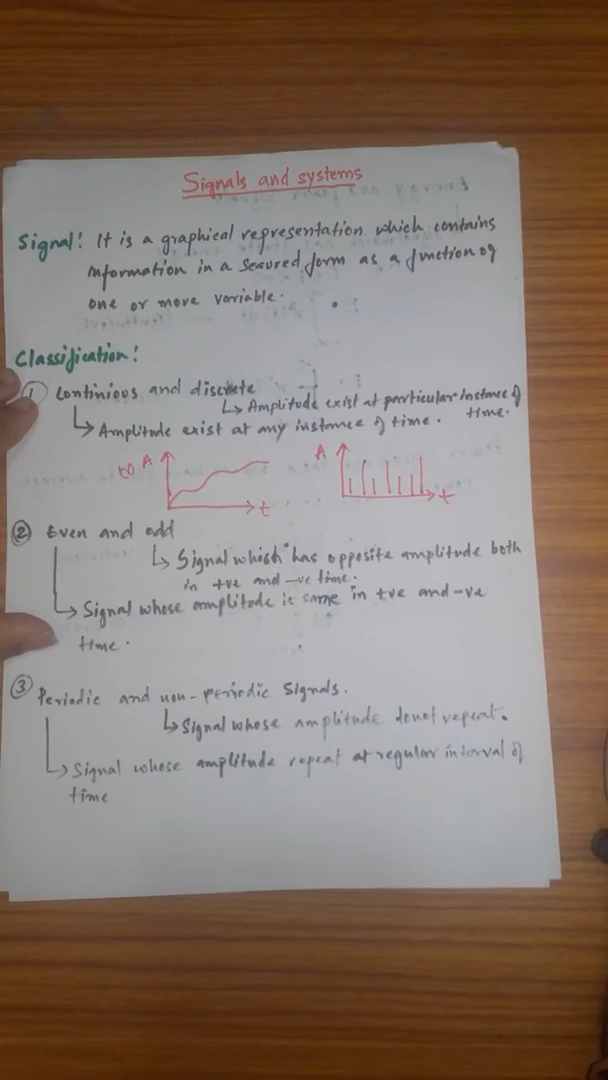 Signals and systems
Signal: It is a graphical representation which contains
information in a secured form as a function of
one or more variable.
Classification:
① Continious and discrete
↳ Amplitude exist at particular instance of
time.
↳ Amplitude exist at any instance of time.
A
t
A
t
② Even and odd
↳ Signal which has opposite amplitude both
in +ve and -ve time.
↳ Signal whose amplitude is same in +ve and -ve
time.
③ Periodic and non-periodic signals.
↳ Signal whose amplitude donot repeat.
↳ Signal whose amplitude repeat at regular interval of
time